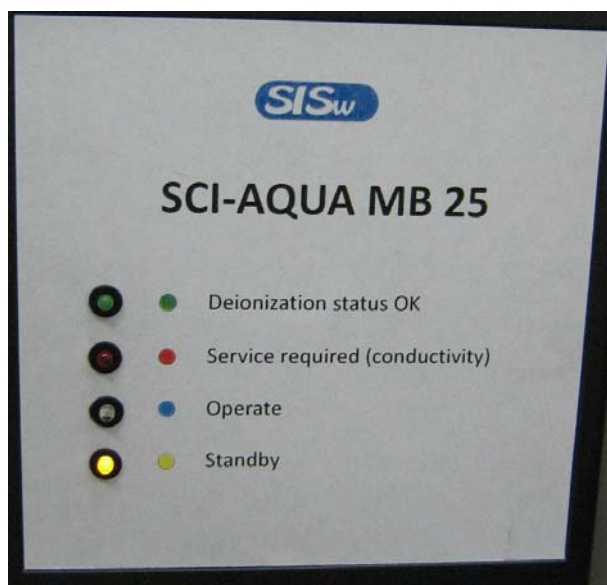 SISw
SCI-AQUA MB 25
Deionization status OK
Service required (conductivity)
Operate
Standby